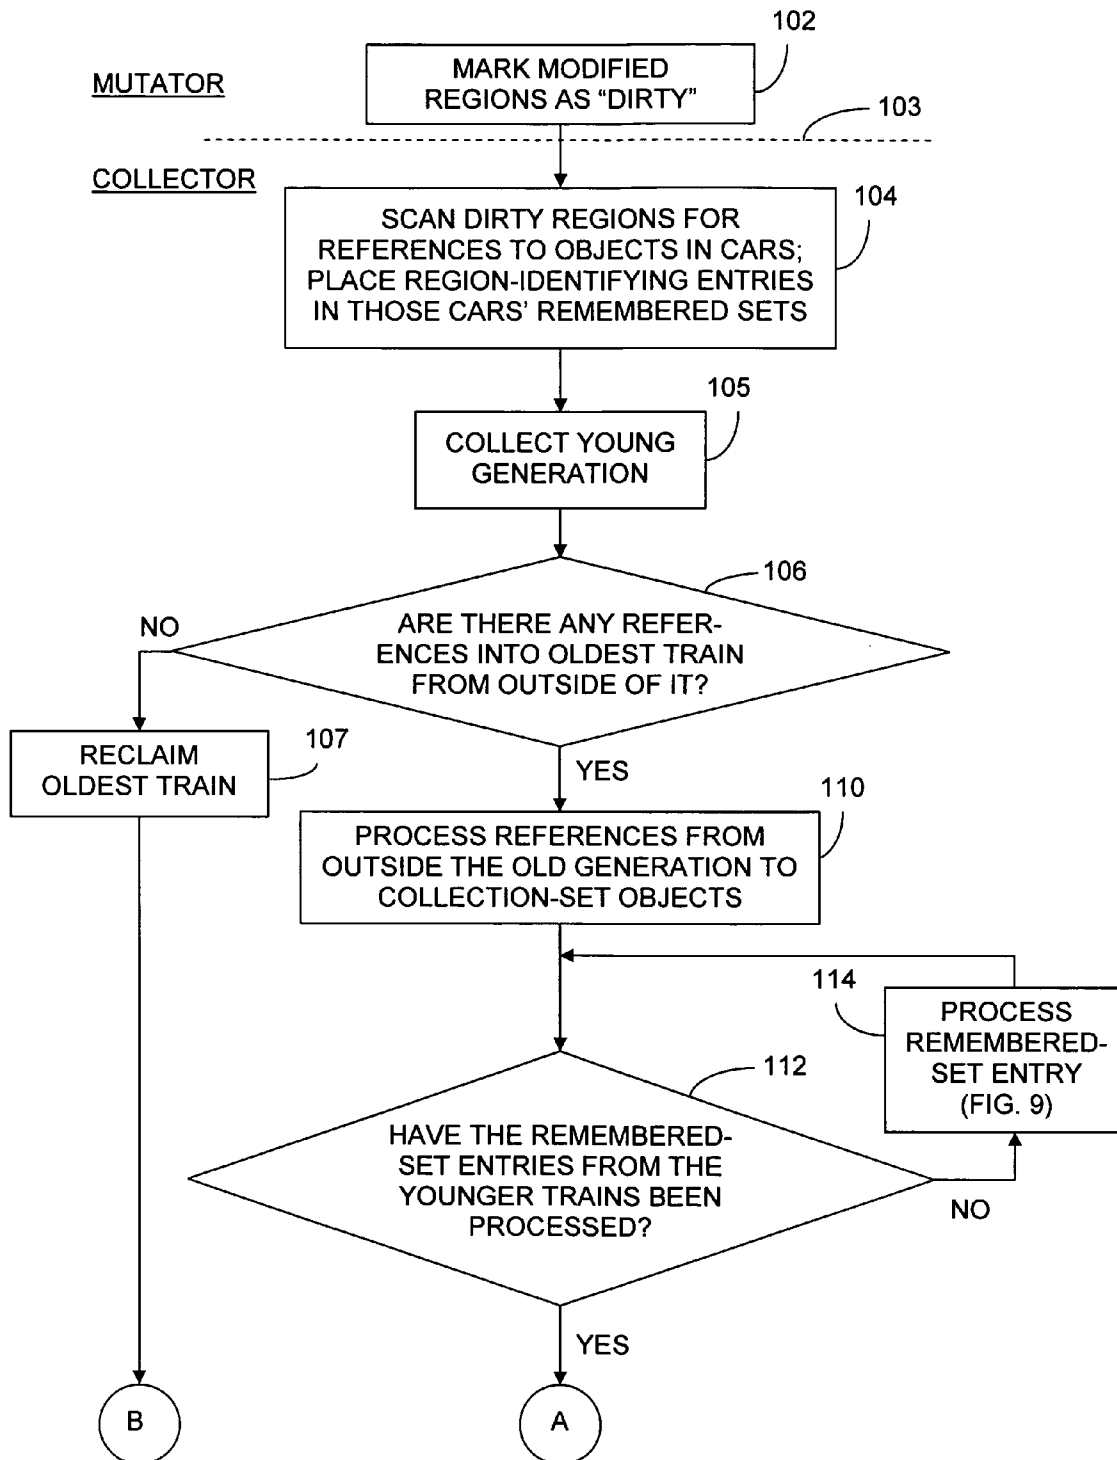 102
MUTATOR
MARK MODIFIED
REGIONS AS “DIRTY”
103
COLLECTOR
104
SCAN DIRTY REGIONS FOR
REFERENCES TO OBJECTS IN CARS;
PLACE REGION-IDENTIFYING ENTRIES
IN THOSE CARS’ REMEMBERED SETS
105
COLLECT YOUNG
GENERATION
106
NO
ARE THERE ANY REFER-
ENCES INTO OLDEST TRAIN
FROM OUTSIDE OF IT?
RECLAIM
OLDEST TRAIN
107
YES
110
PROCESS REFERENCES FROM
OUTSIDE THE OLD GENERATION TO
COLLECTION-SET OBJECTS
114
PROCESS
REMEMBERED-
SET ENTRY
(FIG. 9)
112
HAVE THE REMEMBERED-
SET ENTRIES FROM THE
YOUNGER TRAINS BEEN
PROCESSED?
NO
YES
B
A